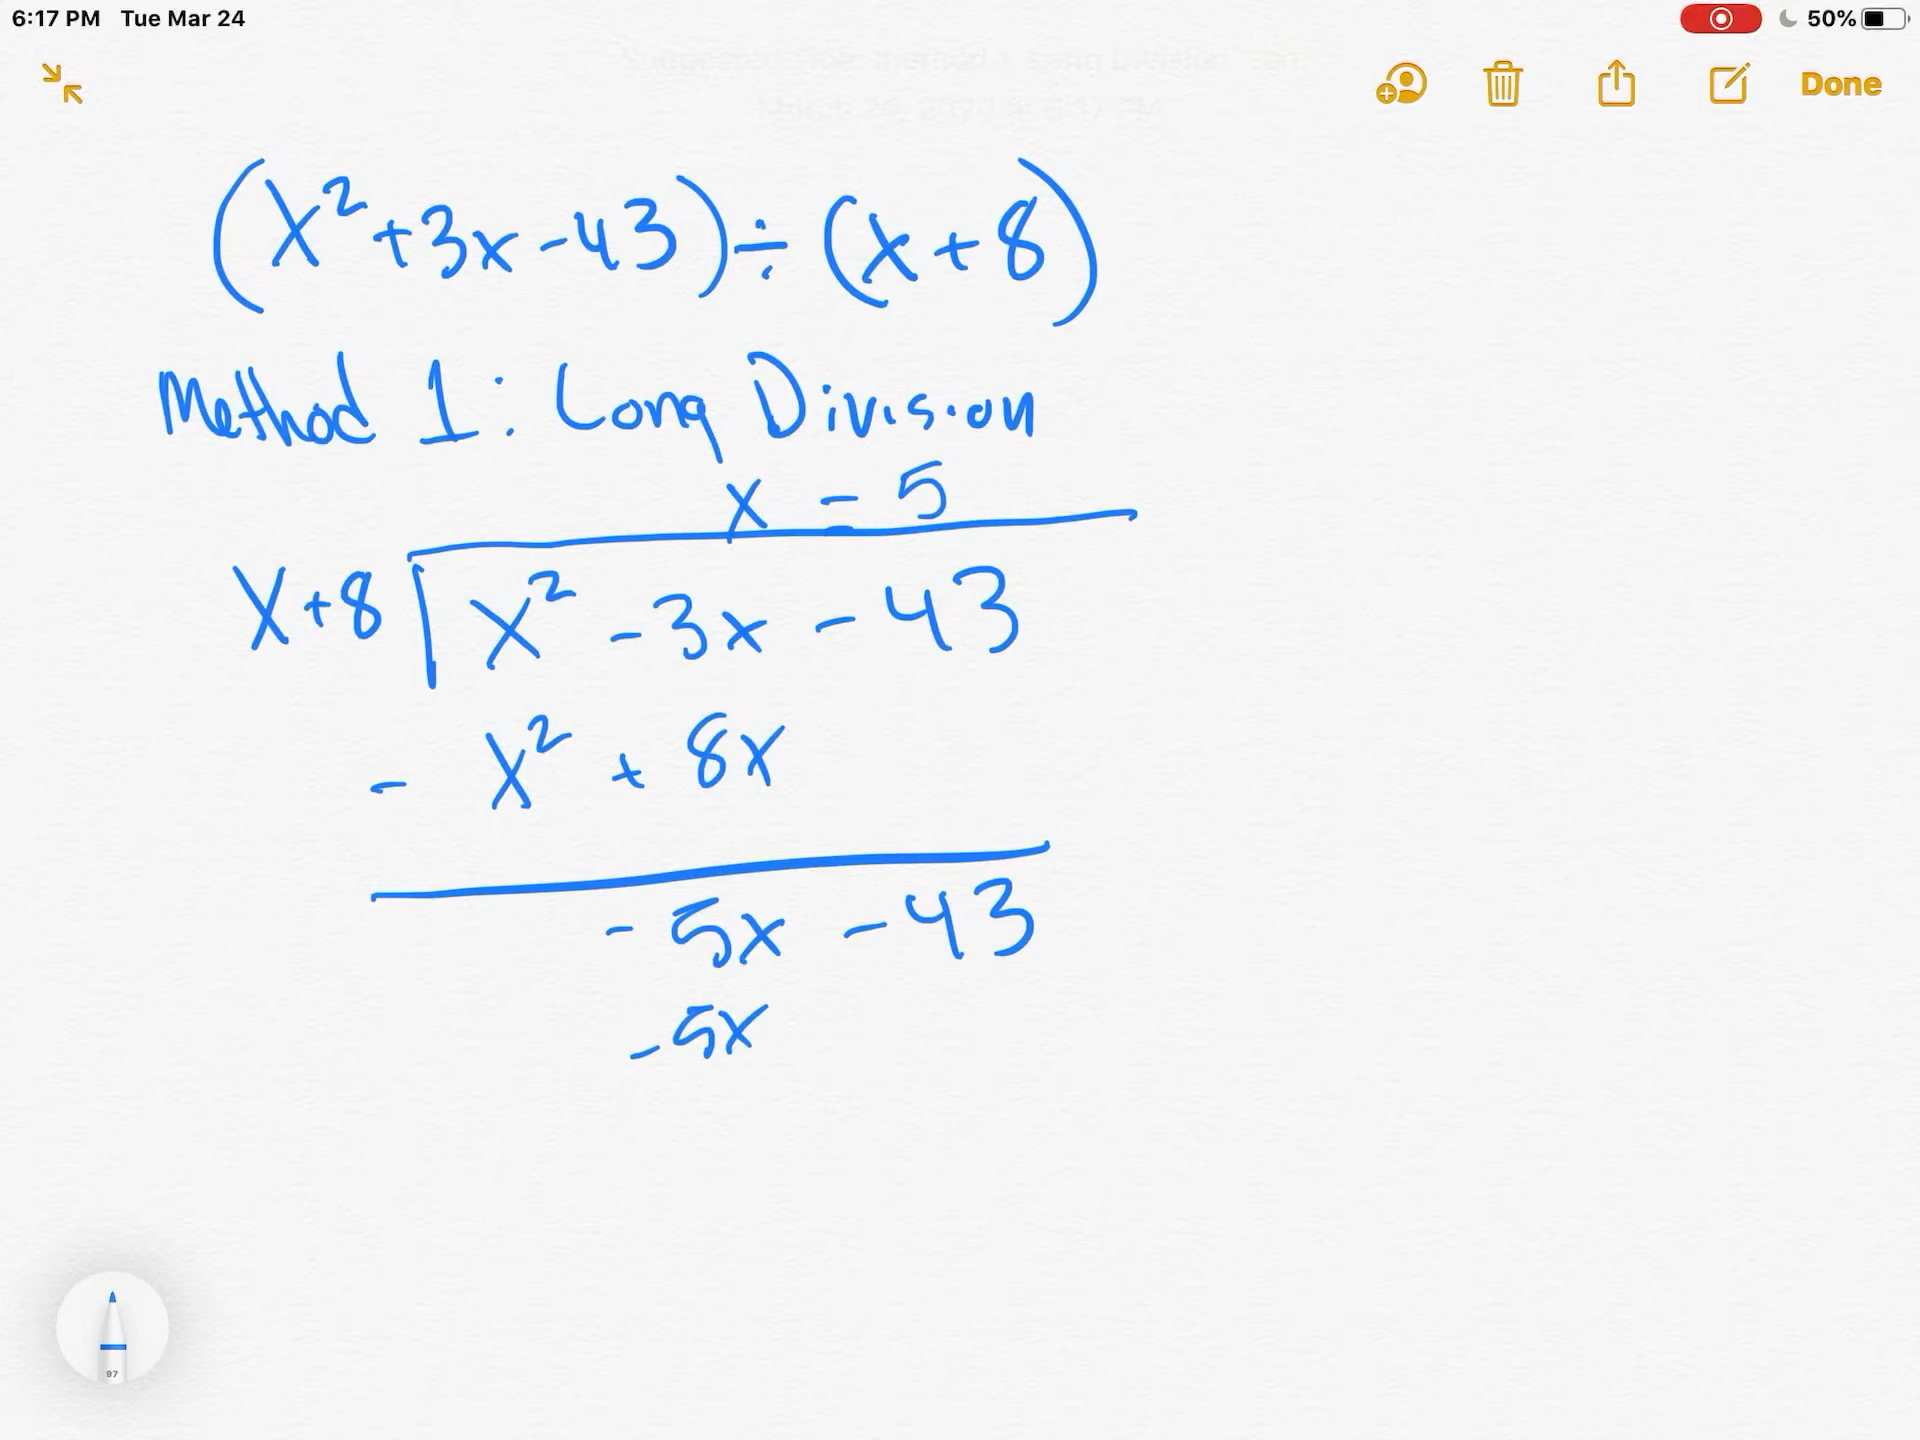 6:17 PM Tue Mar 24 50%
Done
(x²+3x-43)÷(x+8)
Method 1: Long Division
x - 5
x+8 x² -3x - 43
- x² + 8x
- 5x - 43
- 5x
97